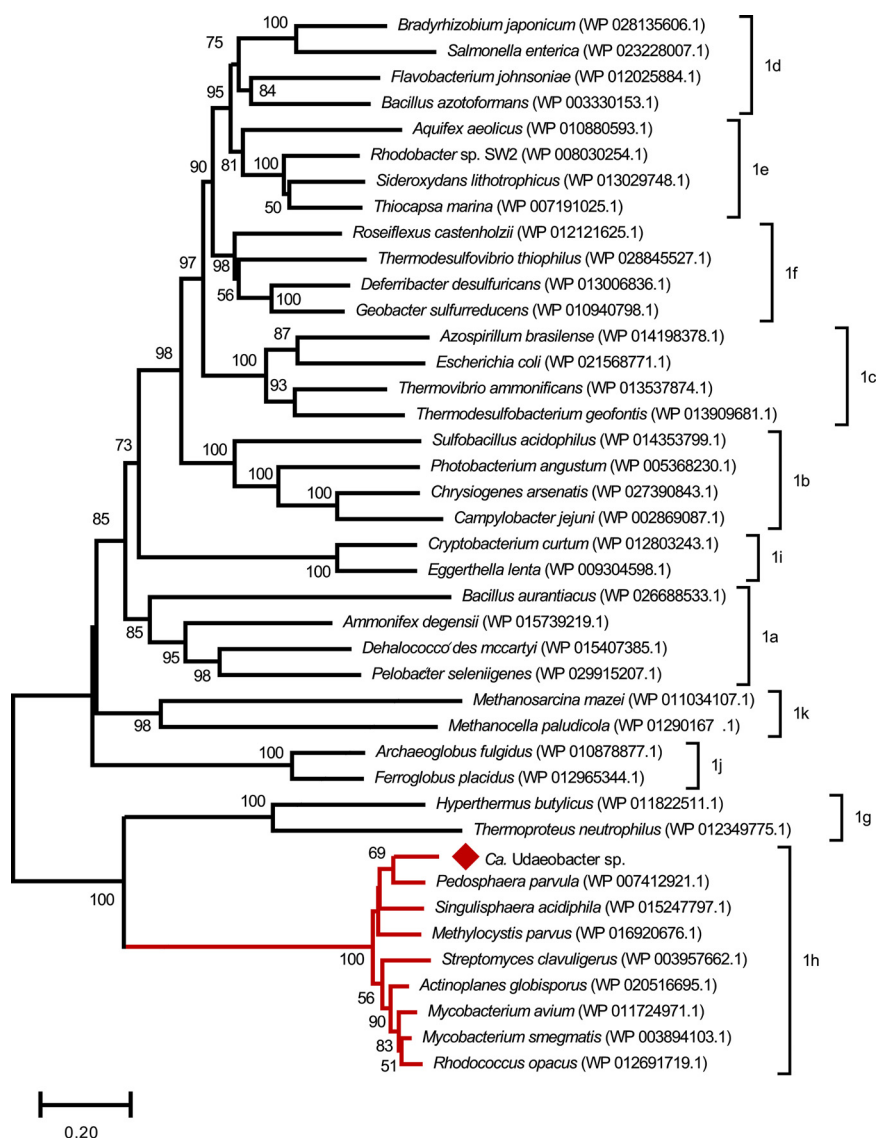 100
Bradyrhizobium japonicum (WP 028135606.1)
75
Salmonella enterica (WP 023228007.1)
1d
Flavobacterium johnsoniae (WP 012025884.1)
84
95
Bacillus azotoformans (WP 003330153.1)
Aquifex aeolicus (WP 010880593.1)
90
81
100
Rhodobacter sp. SW2 (WP 008030254.1)
1e
Sideroxydans lithotrophicus (WP 013029748.1)
50
Thiocapsa marina (WP 007191025.1)
Roseiflexus castenholzii (WP 012121625.1)
97
98
Thermodesulfovibrio thiophilus (WP 028845527.1)
1f
56
Deferribacter desulfuricans (WP 013006836.1)
100
Geobacter sulfurreducens (WP 010940798.1)
87
Azospirillum brasilense (WP 014198378.1)
98
100
Escherichia coli (WP 021568771.1)
1c
93
Thermovibrio ammonificans (WP 013537874.1)
Thermodesulfobacterium geofontis (WP 013909681.1)
73
100
Sulfobacillus acidophilus (WP 014353799.1)
100
Photobacterium angustum (WP 005368230.1)
1b
100
Chrysiogenes arsenatis (WP 027390843.1)
85
Campylobacter jejuni (WP 002869087.1)
Cryptobacterium curtum (WP 012803243.1)
1i
100
Eggerthella lenta (WP 009304598.1)
Bacillus aurantiacus (WP 026688533.1)
85
Ammonifex degensii (WP 015739219.1)
1a
95
Dehalococco´des mccartyi (WP 015407385.1)
98
Pelobacter seleniigenes (WP 029915207.1)
Methanosarcina mazei (WP 011034107.1)
1k
98
Methanocella paludicola (WP 01290167 .1)
100
Archaeoglobus fulgidus (WP 010878877.1)
1j
Ferroglobus placidus (WP 012965344.1)
100
Hyperthermus butylicus (WP 011822511.1)
1g
Thermoproteus neutrophilus (WP 012349775.1)
69
Ca. Udaeobacter sp.
100
Pedosphaera parvula (WP 007412921.1)
Singulisphaera acidiphila (WP 015247797.1)
Methylocystis parvus (WP 016920676.1)
100
Streptomyces clavuligerus (WP 003957662.1)
1h
56
Actinoplanes globisporus (WP 020516695.1)
90
Mycobacterium avium (WP 011724971.1)
83
Mycobacterium smegmatis (WP 003894103.1)
51
Rhodococcus opacus (WP 012691719.1)
0.20